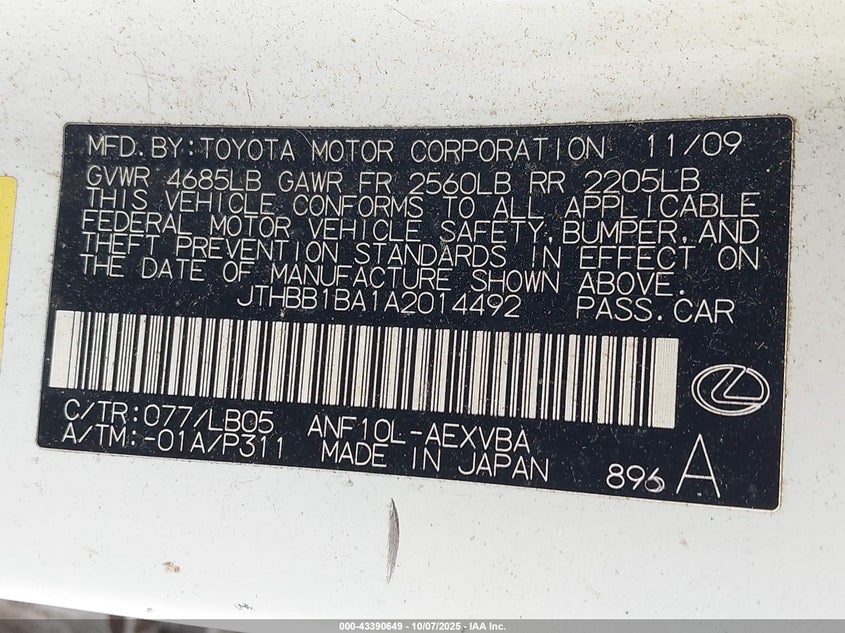 MFD.BY:TOYOTA MOTOR CORPORATION 11/09
GVWR 4685LB GAWR FR 2560LB RR 2205LB
THIS VEHICLE CONFORMS TO ALL APPLICABLE
FEDERAL MOTOR VEHICLE SAFETY, BUMPER, AND
THEFT PREVENTION STANDARDS IN EFFECT ON
THE DATE OF MANUFACTURE SHOWN ABOVE.
JTHBB1BA1A2014492 PASS.CAR
C/TR:077/LB05 ANF10L-AEXVBA
A/TM:-01A/P311 MADE IN JAPAN
896 A
000-43390649 - 10/07/2025 - IAA Inc.